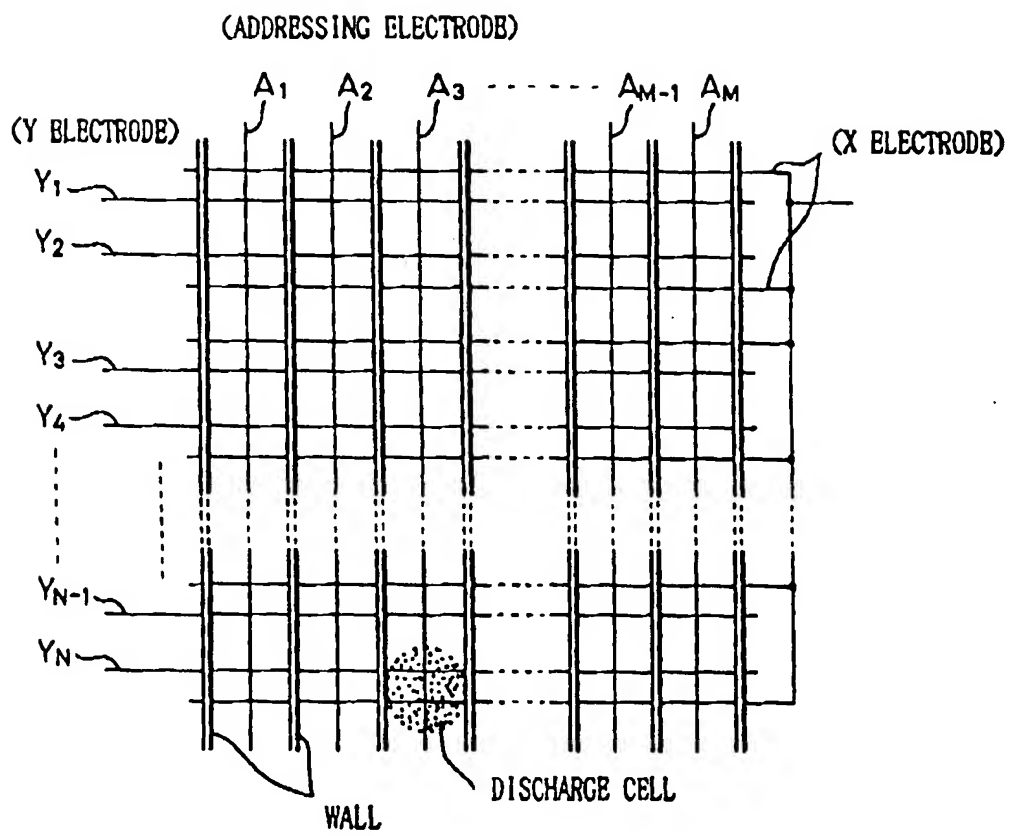 (ADDRESSING ELECTRODE)
A1 A2 A3 AM-1 AM
(Y ELECTRODE)
(X ELECTRODE)
Y1
Y2
Y3
Y4
YN-1
YN
DISCHARGE CELL
WALL